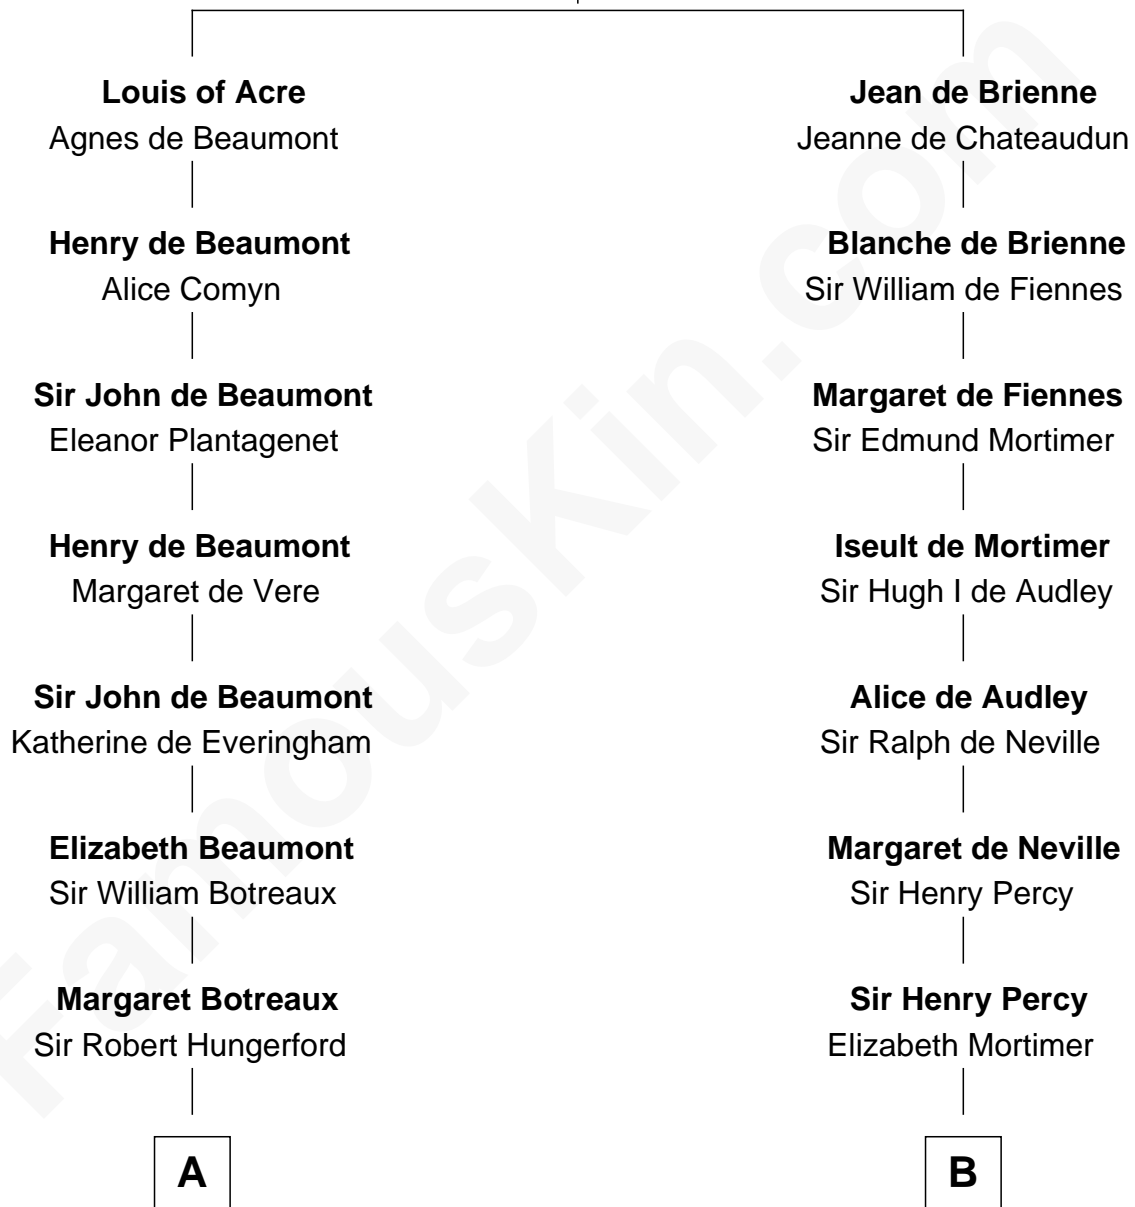 Louis of Acre
Agnes de Beaumont
Henry de Beaumont
Alice Comyn
Sir John de Beaumont
Eleanor Plantagenet
Henry de Beaumont
Margaret de Vere
Sir John de Beaumont
Katherine de Everingham
Elizabeth Beaumont
Sir William Botreaux
Margaret Botreaux
Sir Robert Hungerford
A
Jean de Brienne
Jeanne de Chateaudun
Blanche de Brienne
Sir William de Fiennes
Margaret de Fiennes
Sir Edmund Mortimer
Iseult de Mortimer
Sir Hugh I de Audley
Alice de Audley
Sir Ralph de Neville
Margaret de Neville
Sir Henry Percy
Sir Henry Percy
Elizabeth Mortimer
B
FamousKin.com